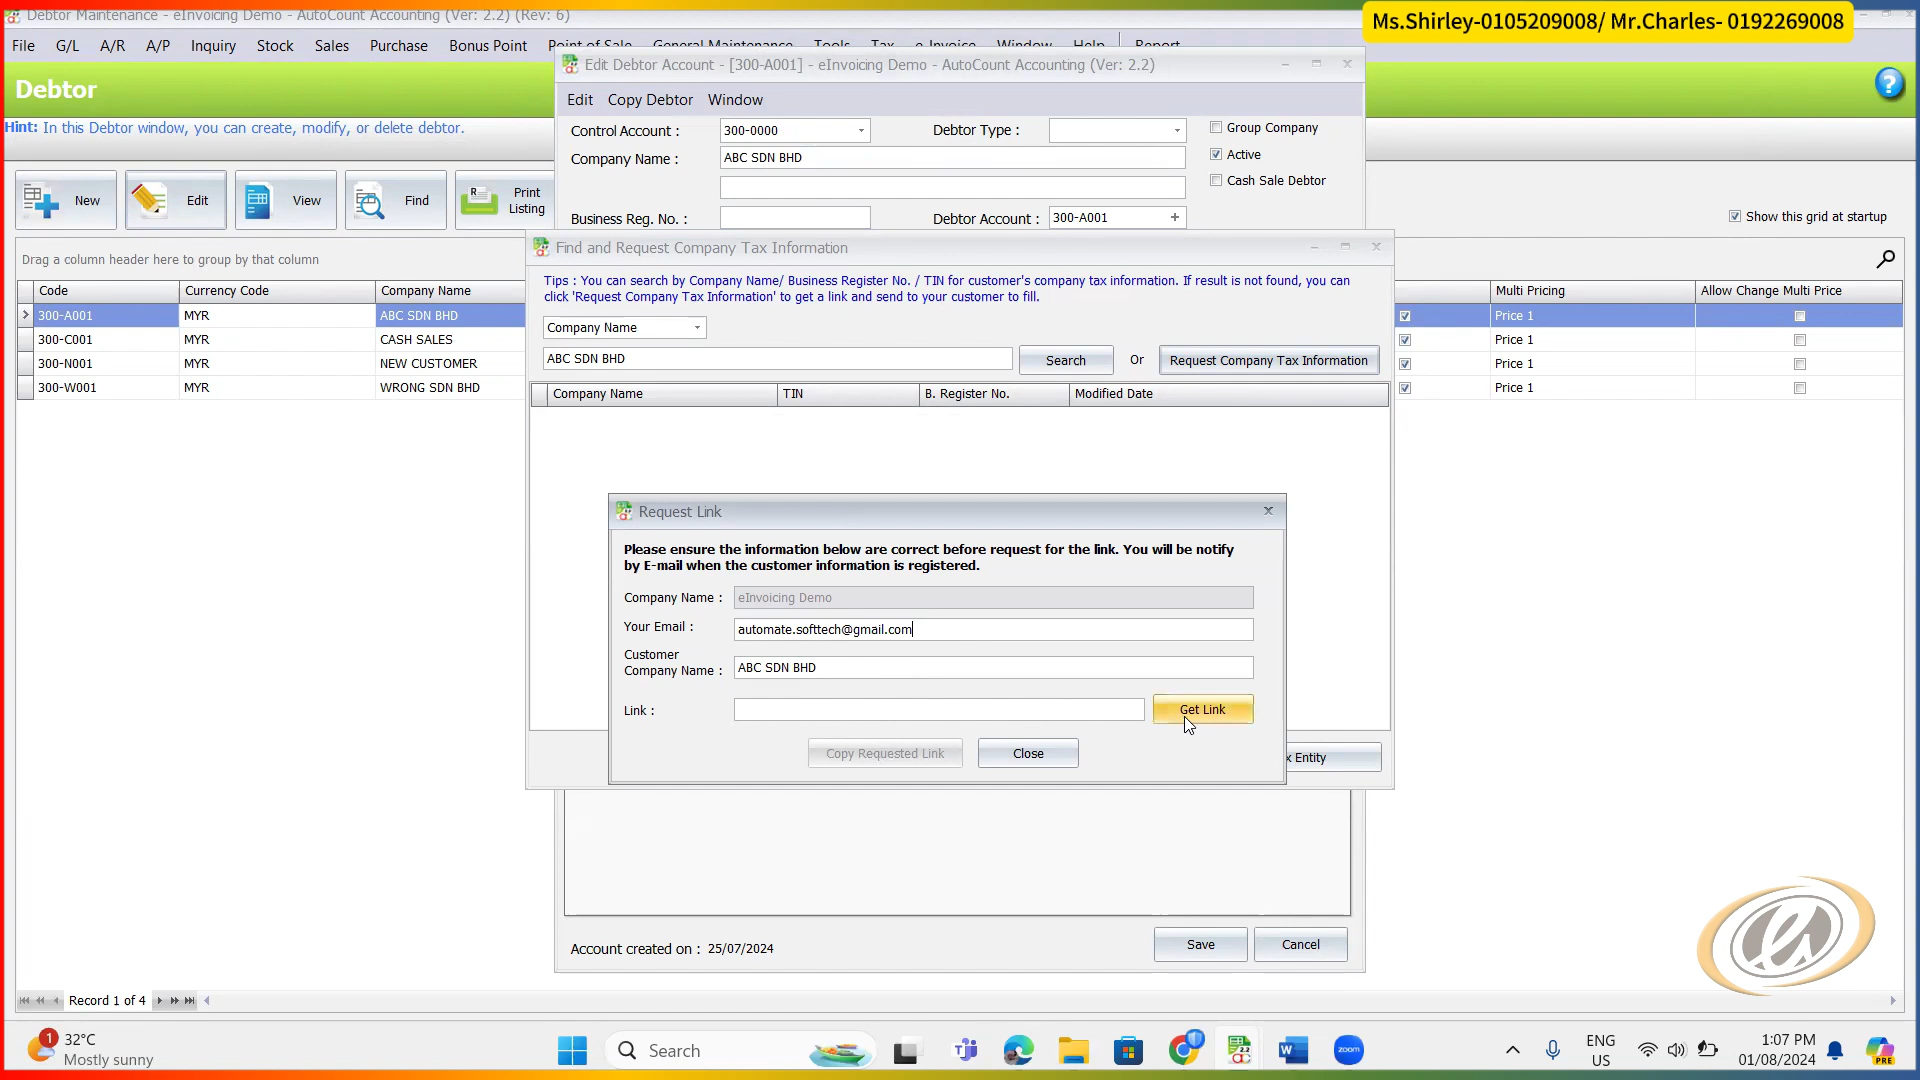 Debtor Maintenance - eInvoicing Demo - AutoCount Accounting (Ver: 2.2) (Rev: 6)
Ms.Shirley-0105209008/ Mr.Charles- 0192269008
File G/L A/R A/P Inquiry Stock Sales Purchase Bonus Point Point of Sale General Maintenance Tools Tax e-Invoice Window Help Report
Edit Debtor Account - [300-A001] - eInvoicing Demo - AutoCount Accounting (Ver: 2.2)
Debtor
Edit Copy Debtor Window
Hint: In this Debtor window, you can create, modify, or delete debtor.
Control Account : 300-0000 Debtor Type : Group Company
Company Name : ABC SDN BHD Active
Cash Sale Debtor
New Edit View Find Print Listing
Business Reg. No. : Debtor Account : 300-A001
Show this grid at startup
Find and Request Company Tax Information
Drag a column header here to group by that column
Tips : You can search by Company Name/ Business Register No. / TIN for customer's company tax information. If result is not found, you can
click 'Request Company Tax Information' to get a link and send to your customer to fill.
Code Currency Code Company Name Multi Pricing Allow Change Multi Price
300-A001 MYR ABC SDN BHD Price 1
300-C001 MYR CASH SALES Price 1
300-N001 MYR NEW CUSTOMER Price 1
300-W001 MYR WRONG SDN BHD Price 1
Company Name
ABC SDN BHD Search Or Request Company Tax Information
Company Name TIN B. Register No. Modified Date
Request Link
Please ensure the information below are correct before request for the link. You will be notify
by E-mail when the customer information is registered.
Company Name : eInvoicing Demo
Your Email : automate.softtech@gmail.com
Customer
Company Name : ABC SDN BHD
Link : Get Link
Copy Requested Link Close
x Entity
Account created on : 25/07/2024 Save Cancel
Record 1 of 4
1 32°C
Mostly sunny
Search
zoom
ENG
US
1:07 PM
01/08/2024
PRE